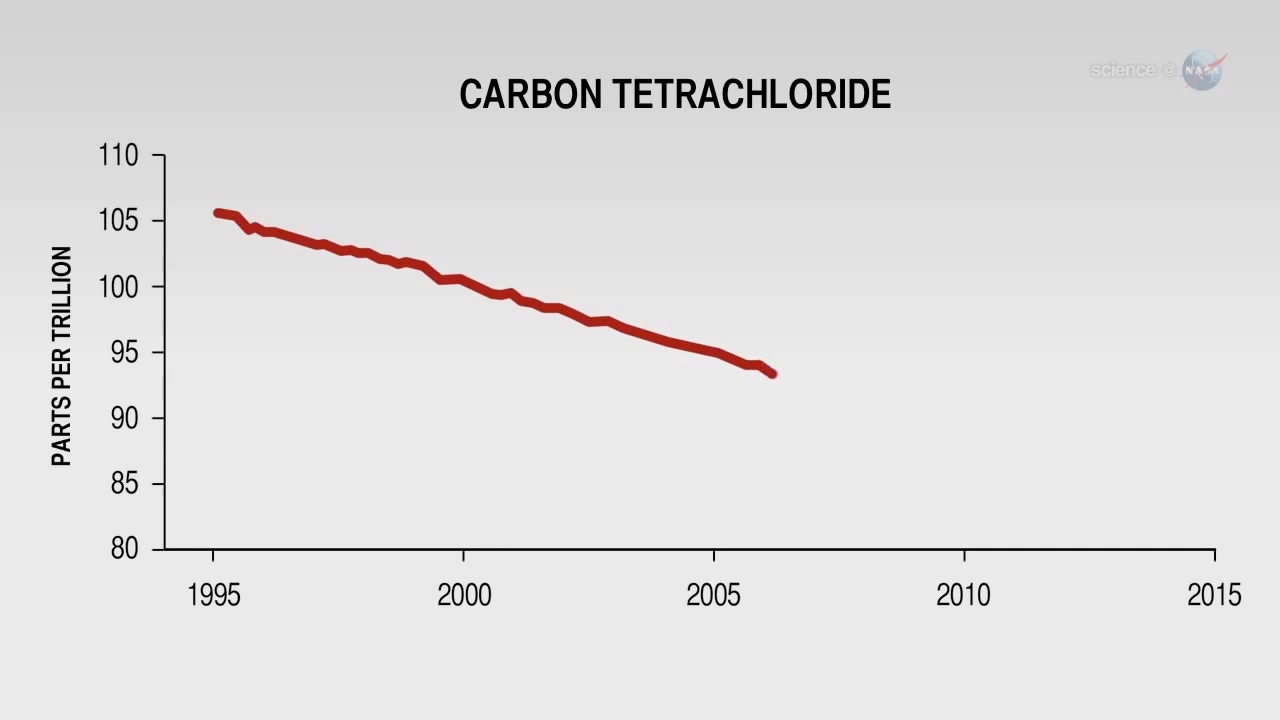 science @ NASA
CARBON TETRACHLORIDE
PARTS PER TRILLION
110
105
100
95
90
85
80
1995 2000 2005 2010 2015